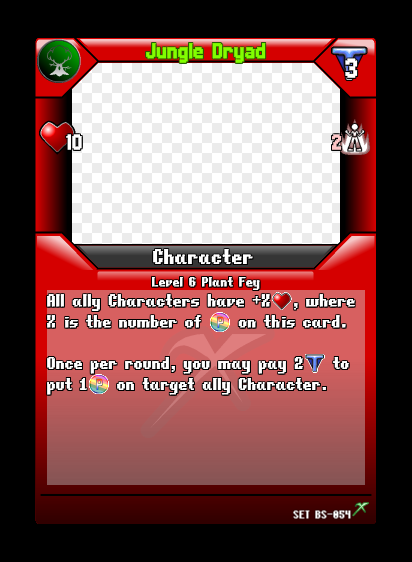 Jungle Dryad
3
10
2
Character
Level 6 Plant Fey
All ally Characters have +X, where
X is the number of P on this card.
Once per round, you may pay 2 to
put 1 P on target ally Character.
SET BS-054